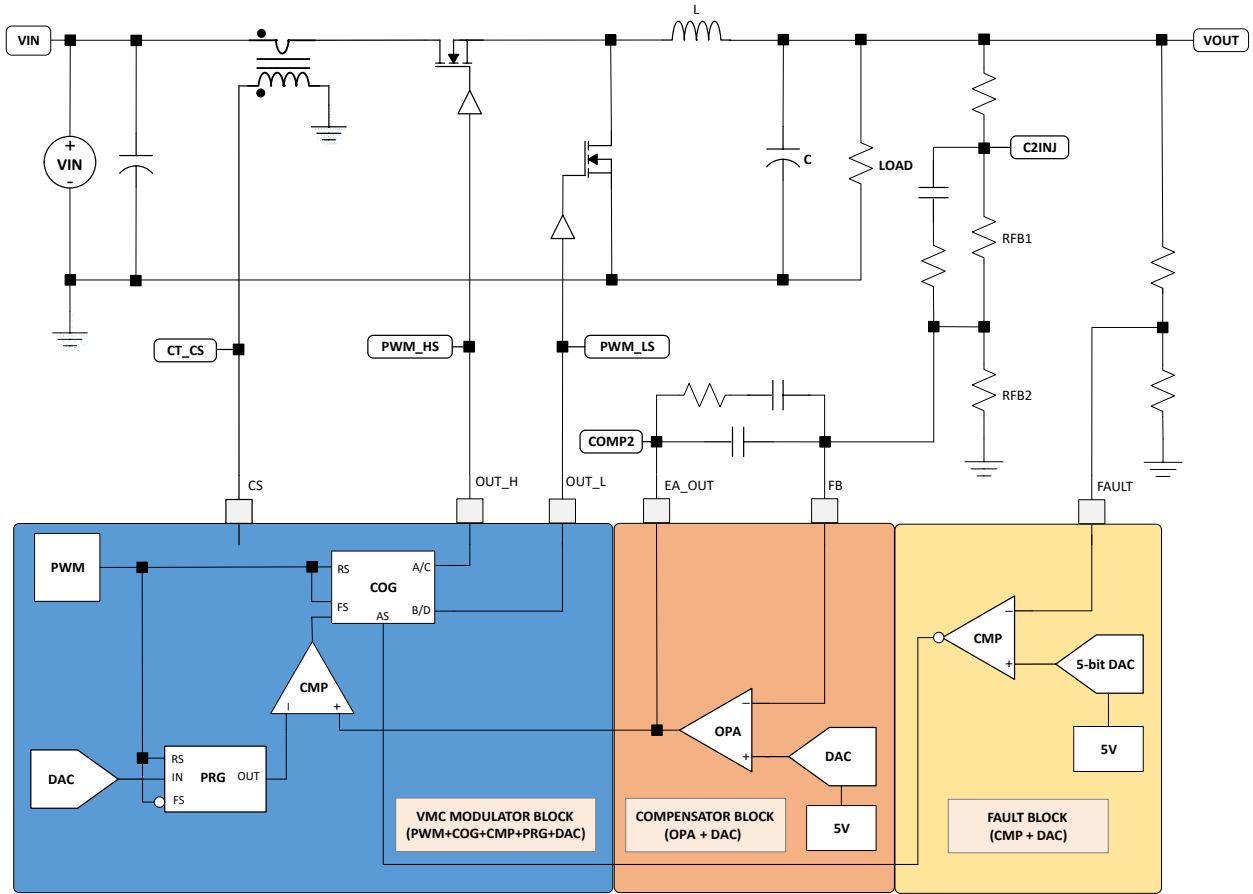 L
VIN
VOUT
+
VIN
-
C
LOAD
C2INJ
RFB1
CT_CS
PWM_HS
PWM_LS
RFB2
COMP2
CS
OUT_H
OUT_L
EA_OUT
FB
FAULT
PWM
RS
A/C
COG
FS
B/D
AS
CMP
−
+
CMP
−
+
5-bit DAC
5V
OPA
−
+
DAC
5V
DAC
RS
IN
PRG
OUT
FS
VMC MODULATOR BLOCK
(PWM+COG+CMP+PRG+DAC)
COMPENSATOR BLOCK
(OPA + DAC)
FAULT BLOCK
(CMP + DAC)